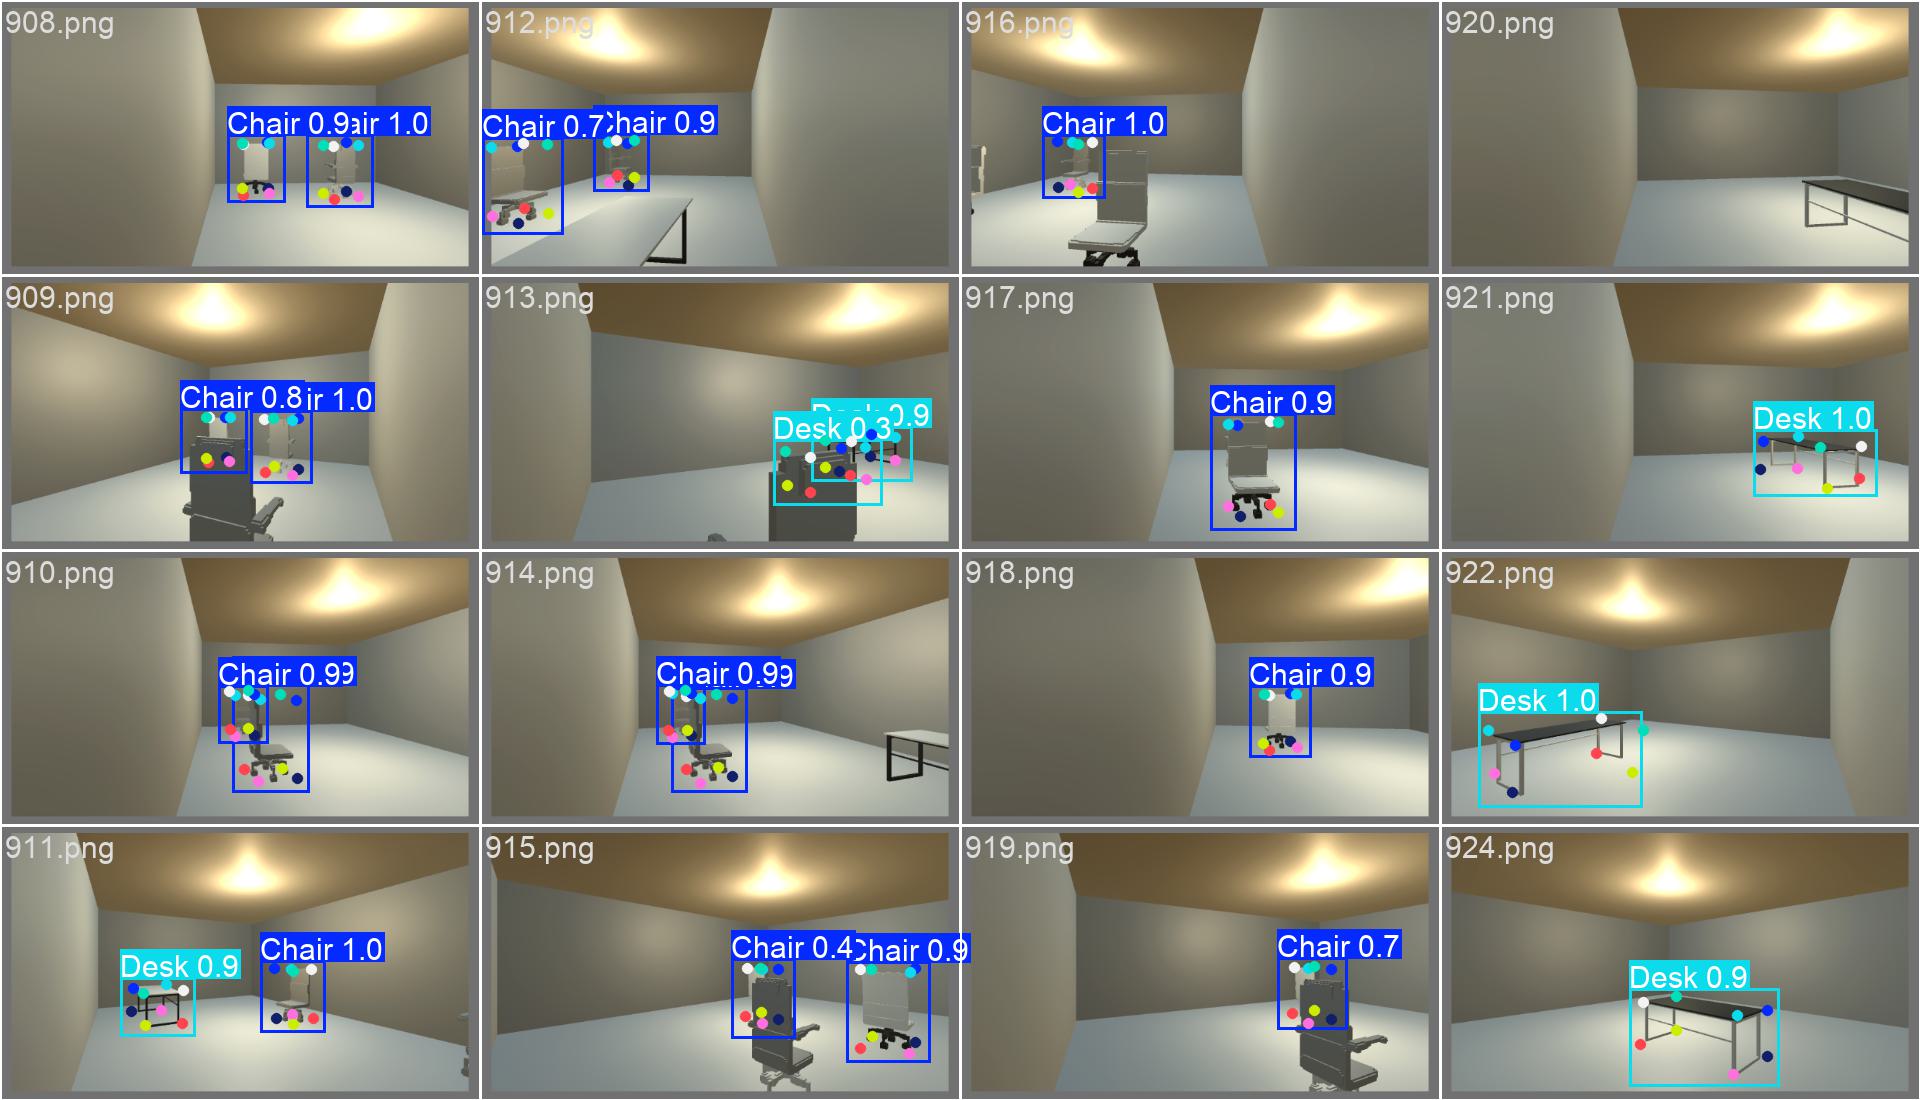 908.png
Chair 0.9
air 1.0
912.png
Chair 0.7
Chair 0.9
916.png
Chair 1.0
920.png
909.png
Chair 0.8
ir 1.0
913.png
0.9
Desk 0.3
917.png
Chair 0.9
921.png
Desk 1.0
910.png
Chair 0.9
9
914.png
Chair 0.9
9
918.png
Chair 0.9
922.png
Desk 1.0
911.png
Desk 0.9
Chair 1.0
915.png
Chair 0.4
Chair 0.9
919.png
Chair 0.7
924.png
Desk 0.9